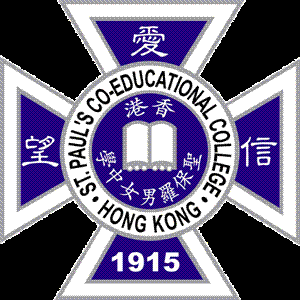 愛
ST. PAUL'S CO-EDUCATIONAL COLLEGE
港香
望
信
學中女男羅保聖
· HONG KONG ·
1915